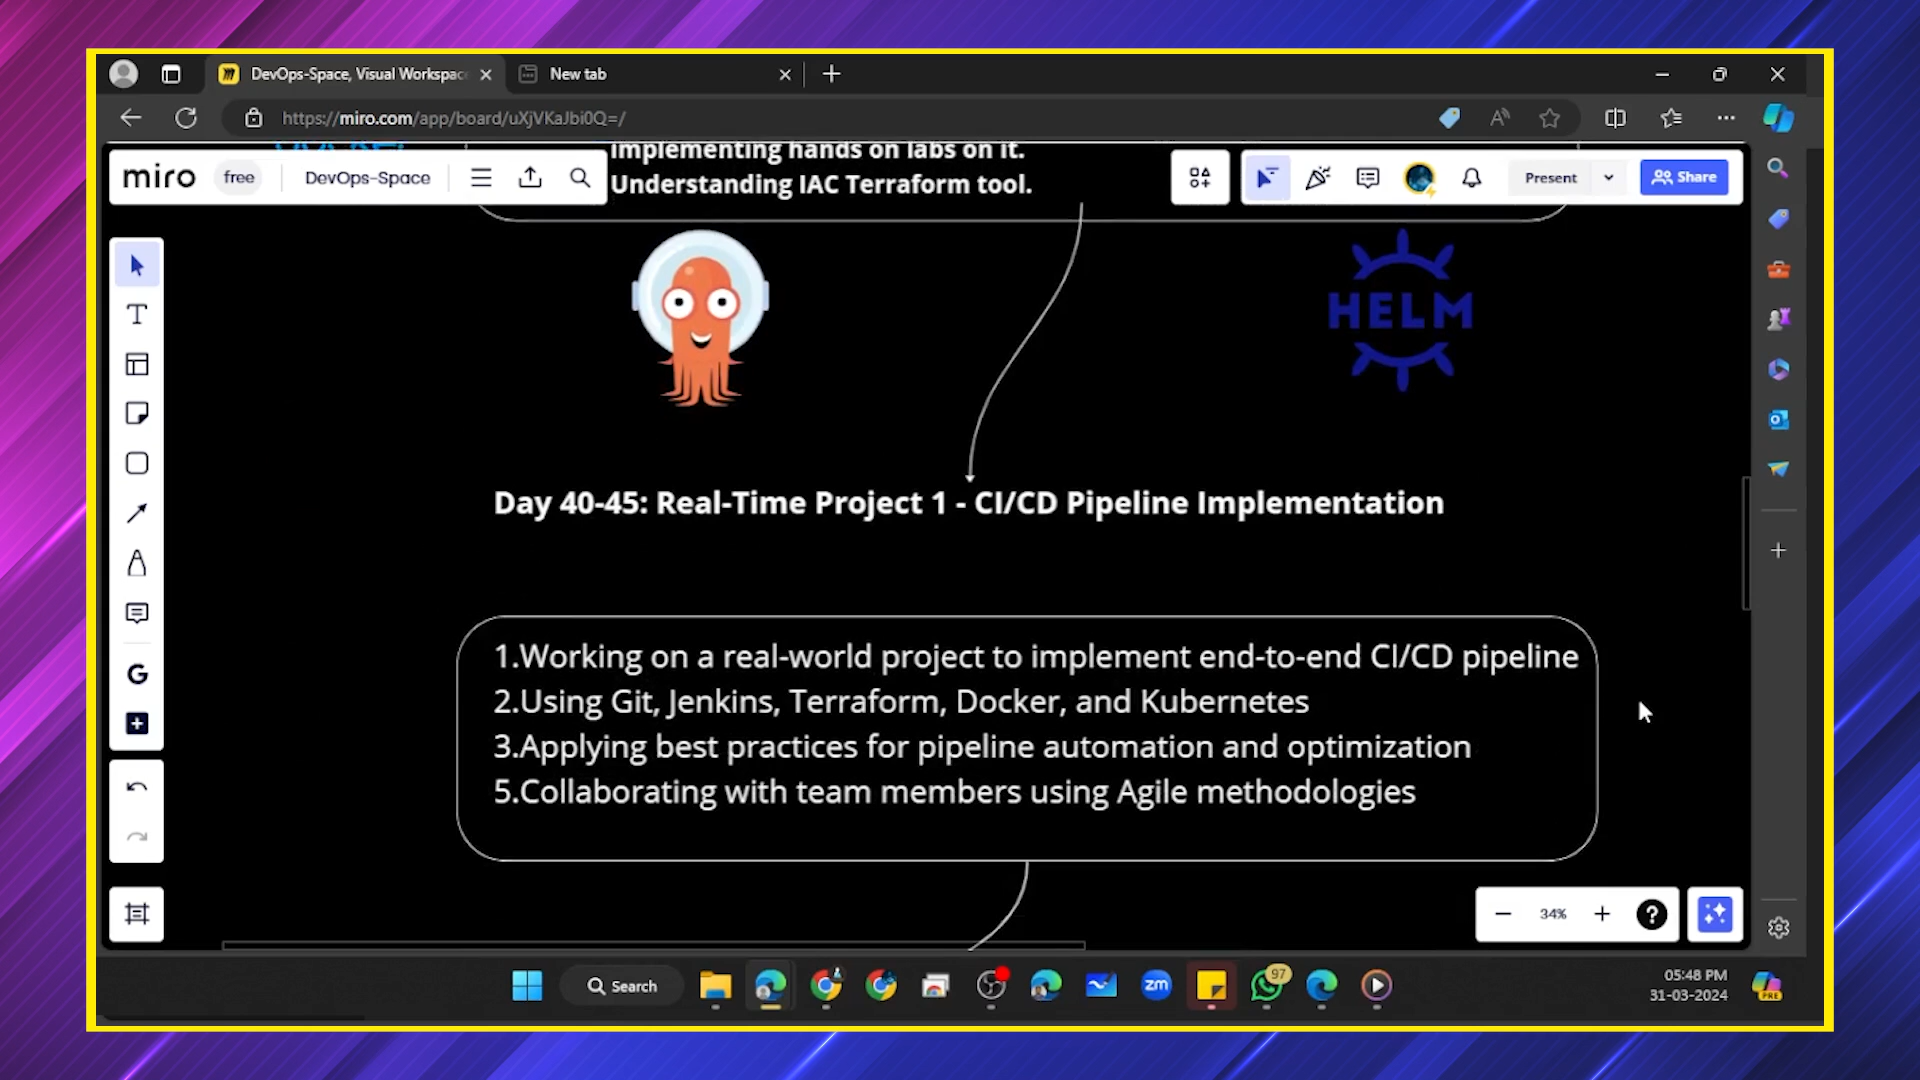 DevOps-Space, Visual Workspac
New tab
https://miro.com/app/board/uXjVKaJbi0Q=/
implementing hands on labs on it.
miro
free
DevOps-Space
Understanding IAC Terraform tool.
Present
Share
HELM
Day 40-45: Real-Time Project 1 - CI/CD Pipeline Implementation
1.Working on a real-world project to implement end-to-end CI/CD pipeline
2.Using Git, Jenkins, Terraform, Docker, and Kubernetes
3.Applying best practices for pipeline automation and optimization
5.Collaborating with team members using Agile methodologies
34%
Search
zm
97
05:48 PM
31-03-2024
PRE